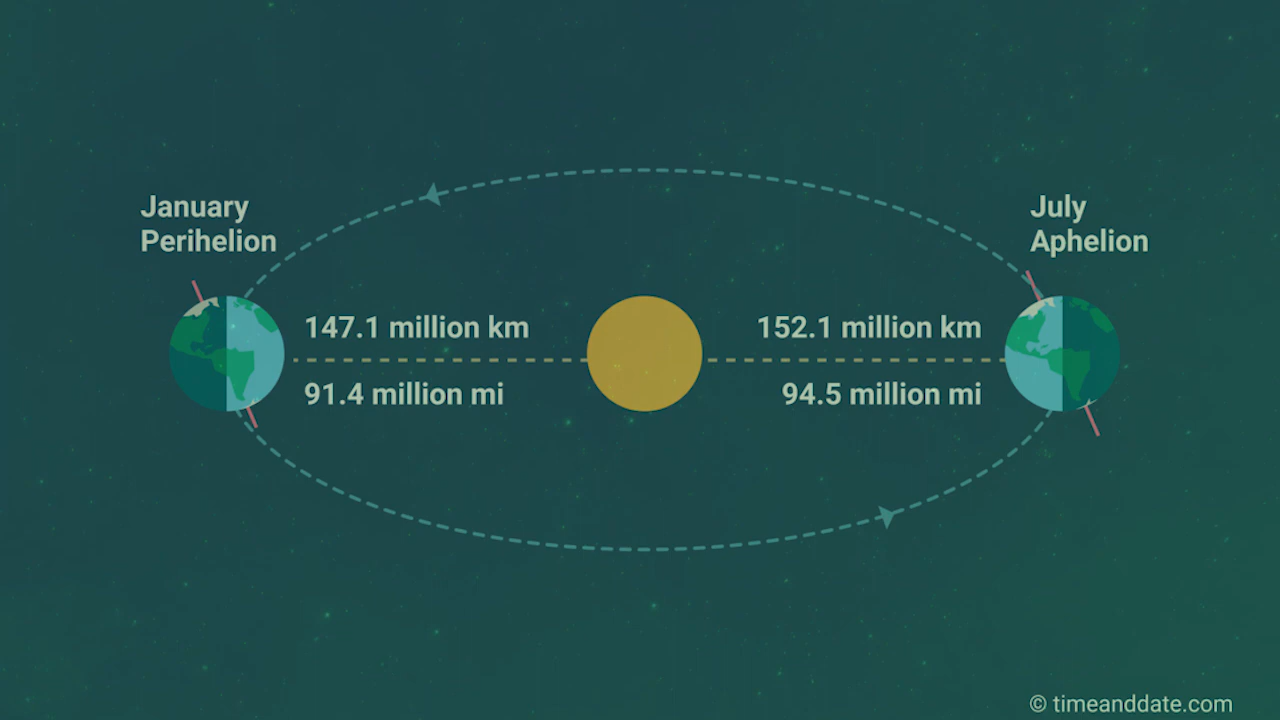 January
Perihelion
July
Aphelion
147.1 million km
152.1 million km
91.4 million mi
94.5 million mi
© timeanddate.com